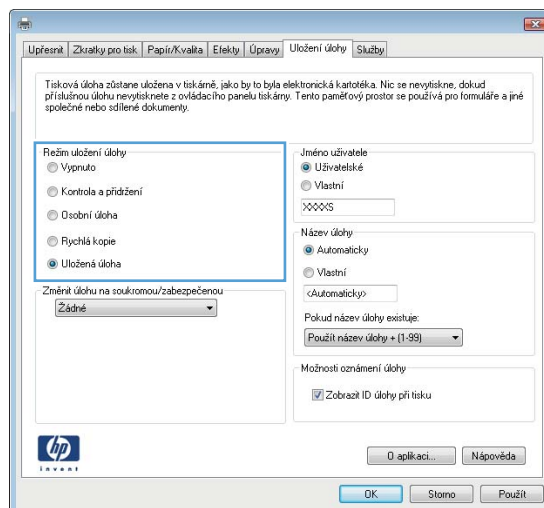 Upřesnit Zkratky pro tisk Papír/Kvalita Efekty Úpravy Uložení úlohy Služby
Tisková úloha zůstane uložena v tiskárně, jako by to byla elektronická kartotéka. Nic se nevytiskne, dokud
příslušnou úlohu nevytisknete z ovládacího panelu tiskárny. Tento paměťový prostor se používá pro formuláře a jiné
společné nebo sdílené dokumenty.
Režim uložení úlohy
Vypnuto
Kontrola a přidržení
Osobní úloha
Rychlá kopie
Uložená úloha
Změnit úlohu na soukromou/zabezpečenou
Žádné
Jméno uživatele
Uživatelské
Vlastní
XXXXS
Název úlohy
Automaticky
Vlastní
<Automaticky>
Pokud název úlohy existuje:
Použít název úlohy + (1-99)
Možnosti oznámení úlohy
Zobrazit ID úlohy při tisku
hp
invent
O aplikaci... Nápověda
OK Storno Použít